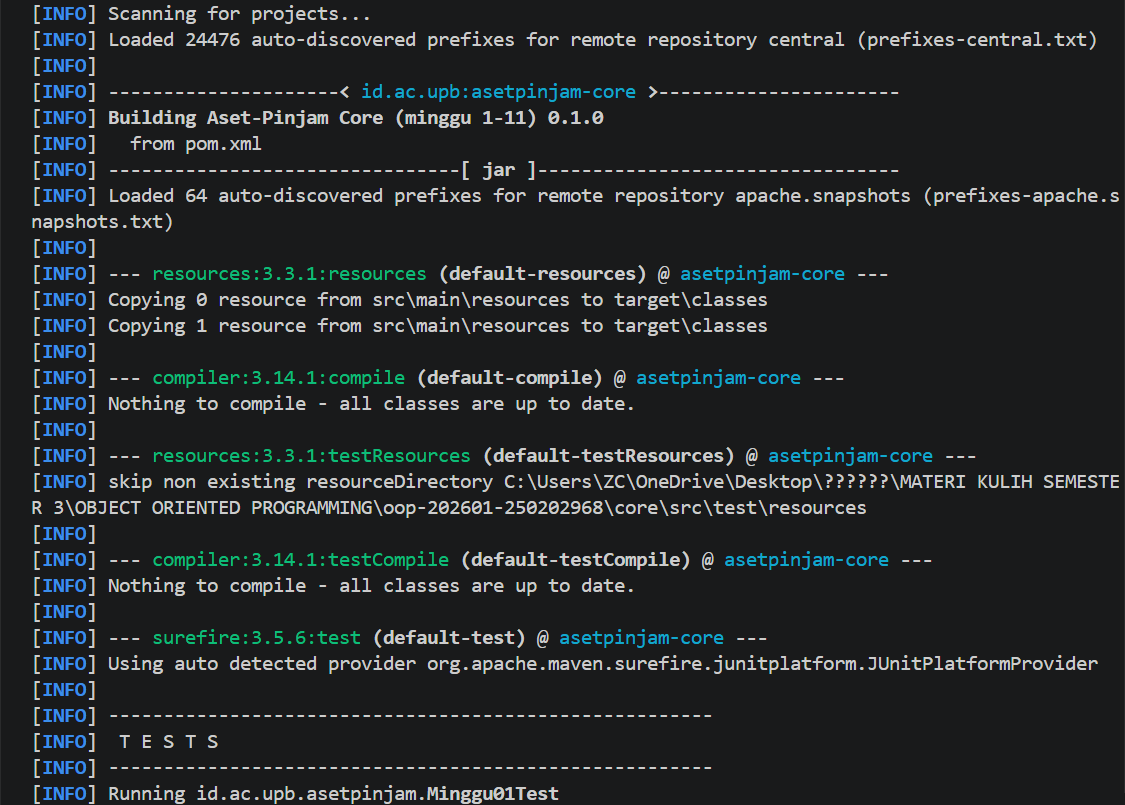 [INFO] Scanning for projects...
[INFO] Loaded 24476 auto-discovered prefixes for remote repository central (prefixes-central.txt)
[INFO]
[INFO] ---------------------< id.ac.upb:asetpinjam-core >----------------------
[INFO] Building Aset-Pinjam Core (minggu 1-11) 0.1.0
[INFO]   from pom.xml
[INFO] --------------------------------[ jar ]---------------------------------
[INFO] Loaded 64 auto-discovered prefixes for remote repository apache.snapshots (prefixes-apache.s
napshots.txt)
[INFO]
[INFO] --- resources:3.3.1:resources (default-resources) @ asetpinjam-core ---
[INFO] Copying 0 resource from src\main\resources to target\classes
[INFO] Copying 1 resource from src\main\resources to target\classes
[INFO]
[INFO] --- compiler:3.14.1:compile (default-compile) @ asetpinjam-core ---
[INFO] Nothing to compile - all classes are up to date.
[INFO]
[INFO] --- resources:3.3.1:testResources (default-testResources) @ asetpinjam-core ---
[INFO] skip non existing resourceDirectory C:\Users\ZC\OneDrive\Desktop\??????\MATERI KULIH SEMESTE
R 3\OBJECT ORIENTED PROGRAMMING\oop-202601-250202968\core\src\test\resources
[INFO]
[INFO] --- compiler:3.14.1:testCompile (default-testCompile) @ asetpinjam-core ---
[INFO] Nothing to compile - all classes are up to date.
[INFO]
[INFO] --- surefire:3.5.6:test (default-test) @ asetpinjam-core ---
[INFO] Using auto detected provider org.apache.maven.surefire.junitplatform.JUnitPlatformProvider
[INFO]
[INFO] -------------------------------------------------------
[INFO]  T E S T S
[INFO] -------------------------------------------------------
[INFO] Running id.ac.upb.asetpinjam.Minggu01Test